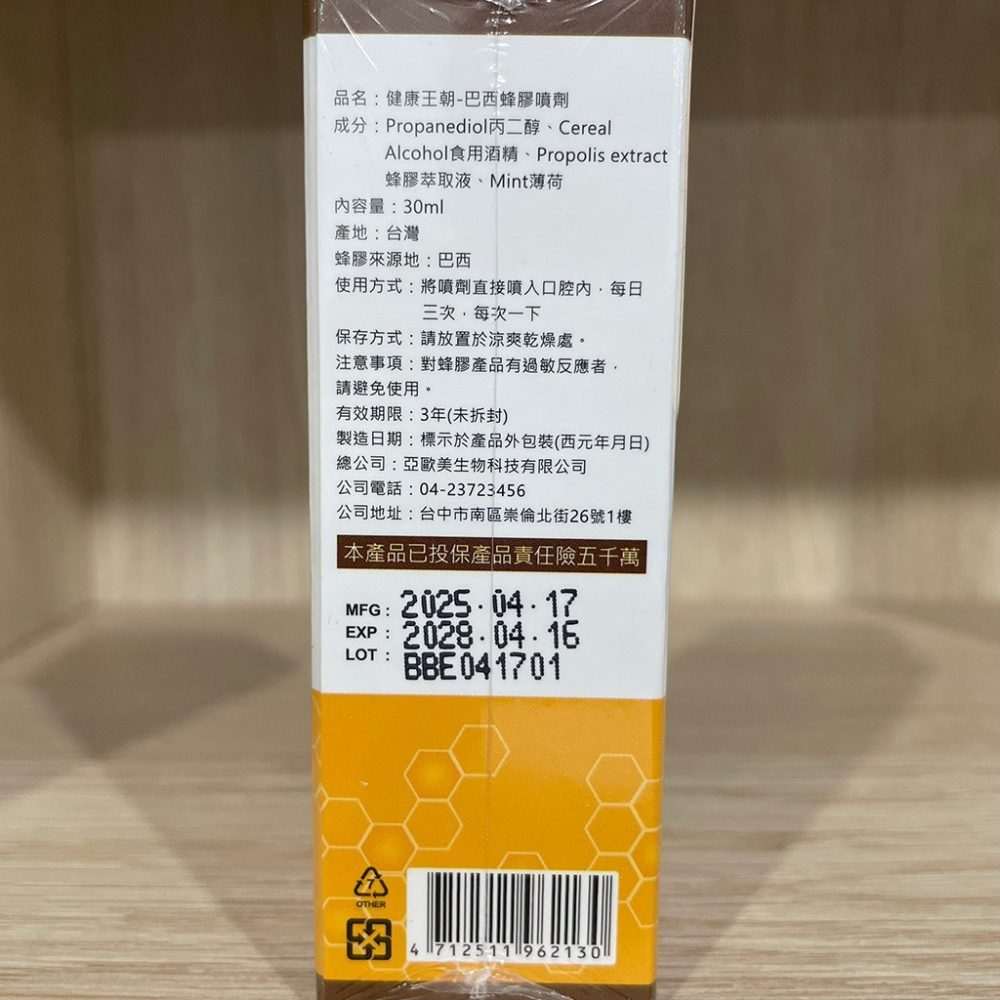 品名：健康王朝-巴西蜂膠噴劑
成分：Propanediol丙二醇、Cereal
Alcohol食用酒精、Propolis extract
蜂膠萃取液、Mint薄荷
內容量：30ml
產地：台灣
蜂膠來源地：巴西
使用方式：將噴劑直接噴入口腔內，每日
三次，每次一下
保存方式：請放置於涼爽乾燥處。
注意事項：對蜂膠產品有過敏反應者，
請避免使用。
有效期限：3年(未拆封)
製造日期：標示於產品外包裝(西元年月日)
總公司：亞歐美生物科技有限公司
公司電話：04-23723456
公司地址：台中市南區崇倫北街26號1樓
本產品已投保產品責任險五千萬
MFG：2025.04.17
EXP：2028.04.16
LOT：BBE041701
7
OTHER
4 712511 962130